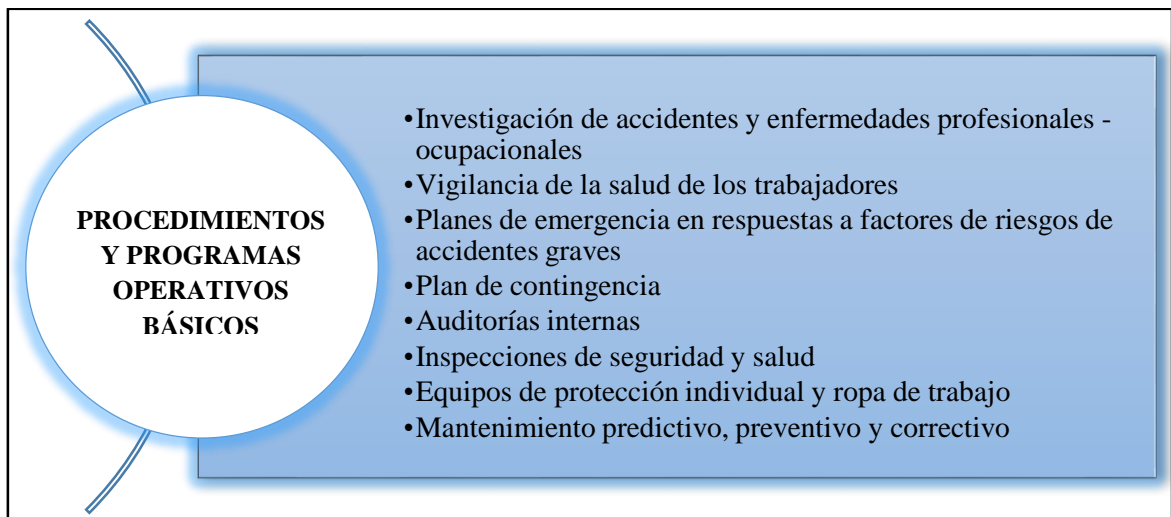 PROCEDIMIENTOS
Y PROGRAMAS
OPERATIVOS
BÁSICOS
•Investigación de accidentes y enfermedades profesionales -
ocupacionales
•Vigilancia de la salud de los trabajadores
•Planes de emergencia en respuestas a factores de riesgos de
accidentes graves
•Plan de contingencia
•Auditorías internas
•Inspecciones de seguridad y salud
•Equipos de protección individual y ropa de trabajo
•Mantenimiento predictivo, preventivo y correctivo